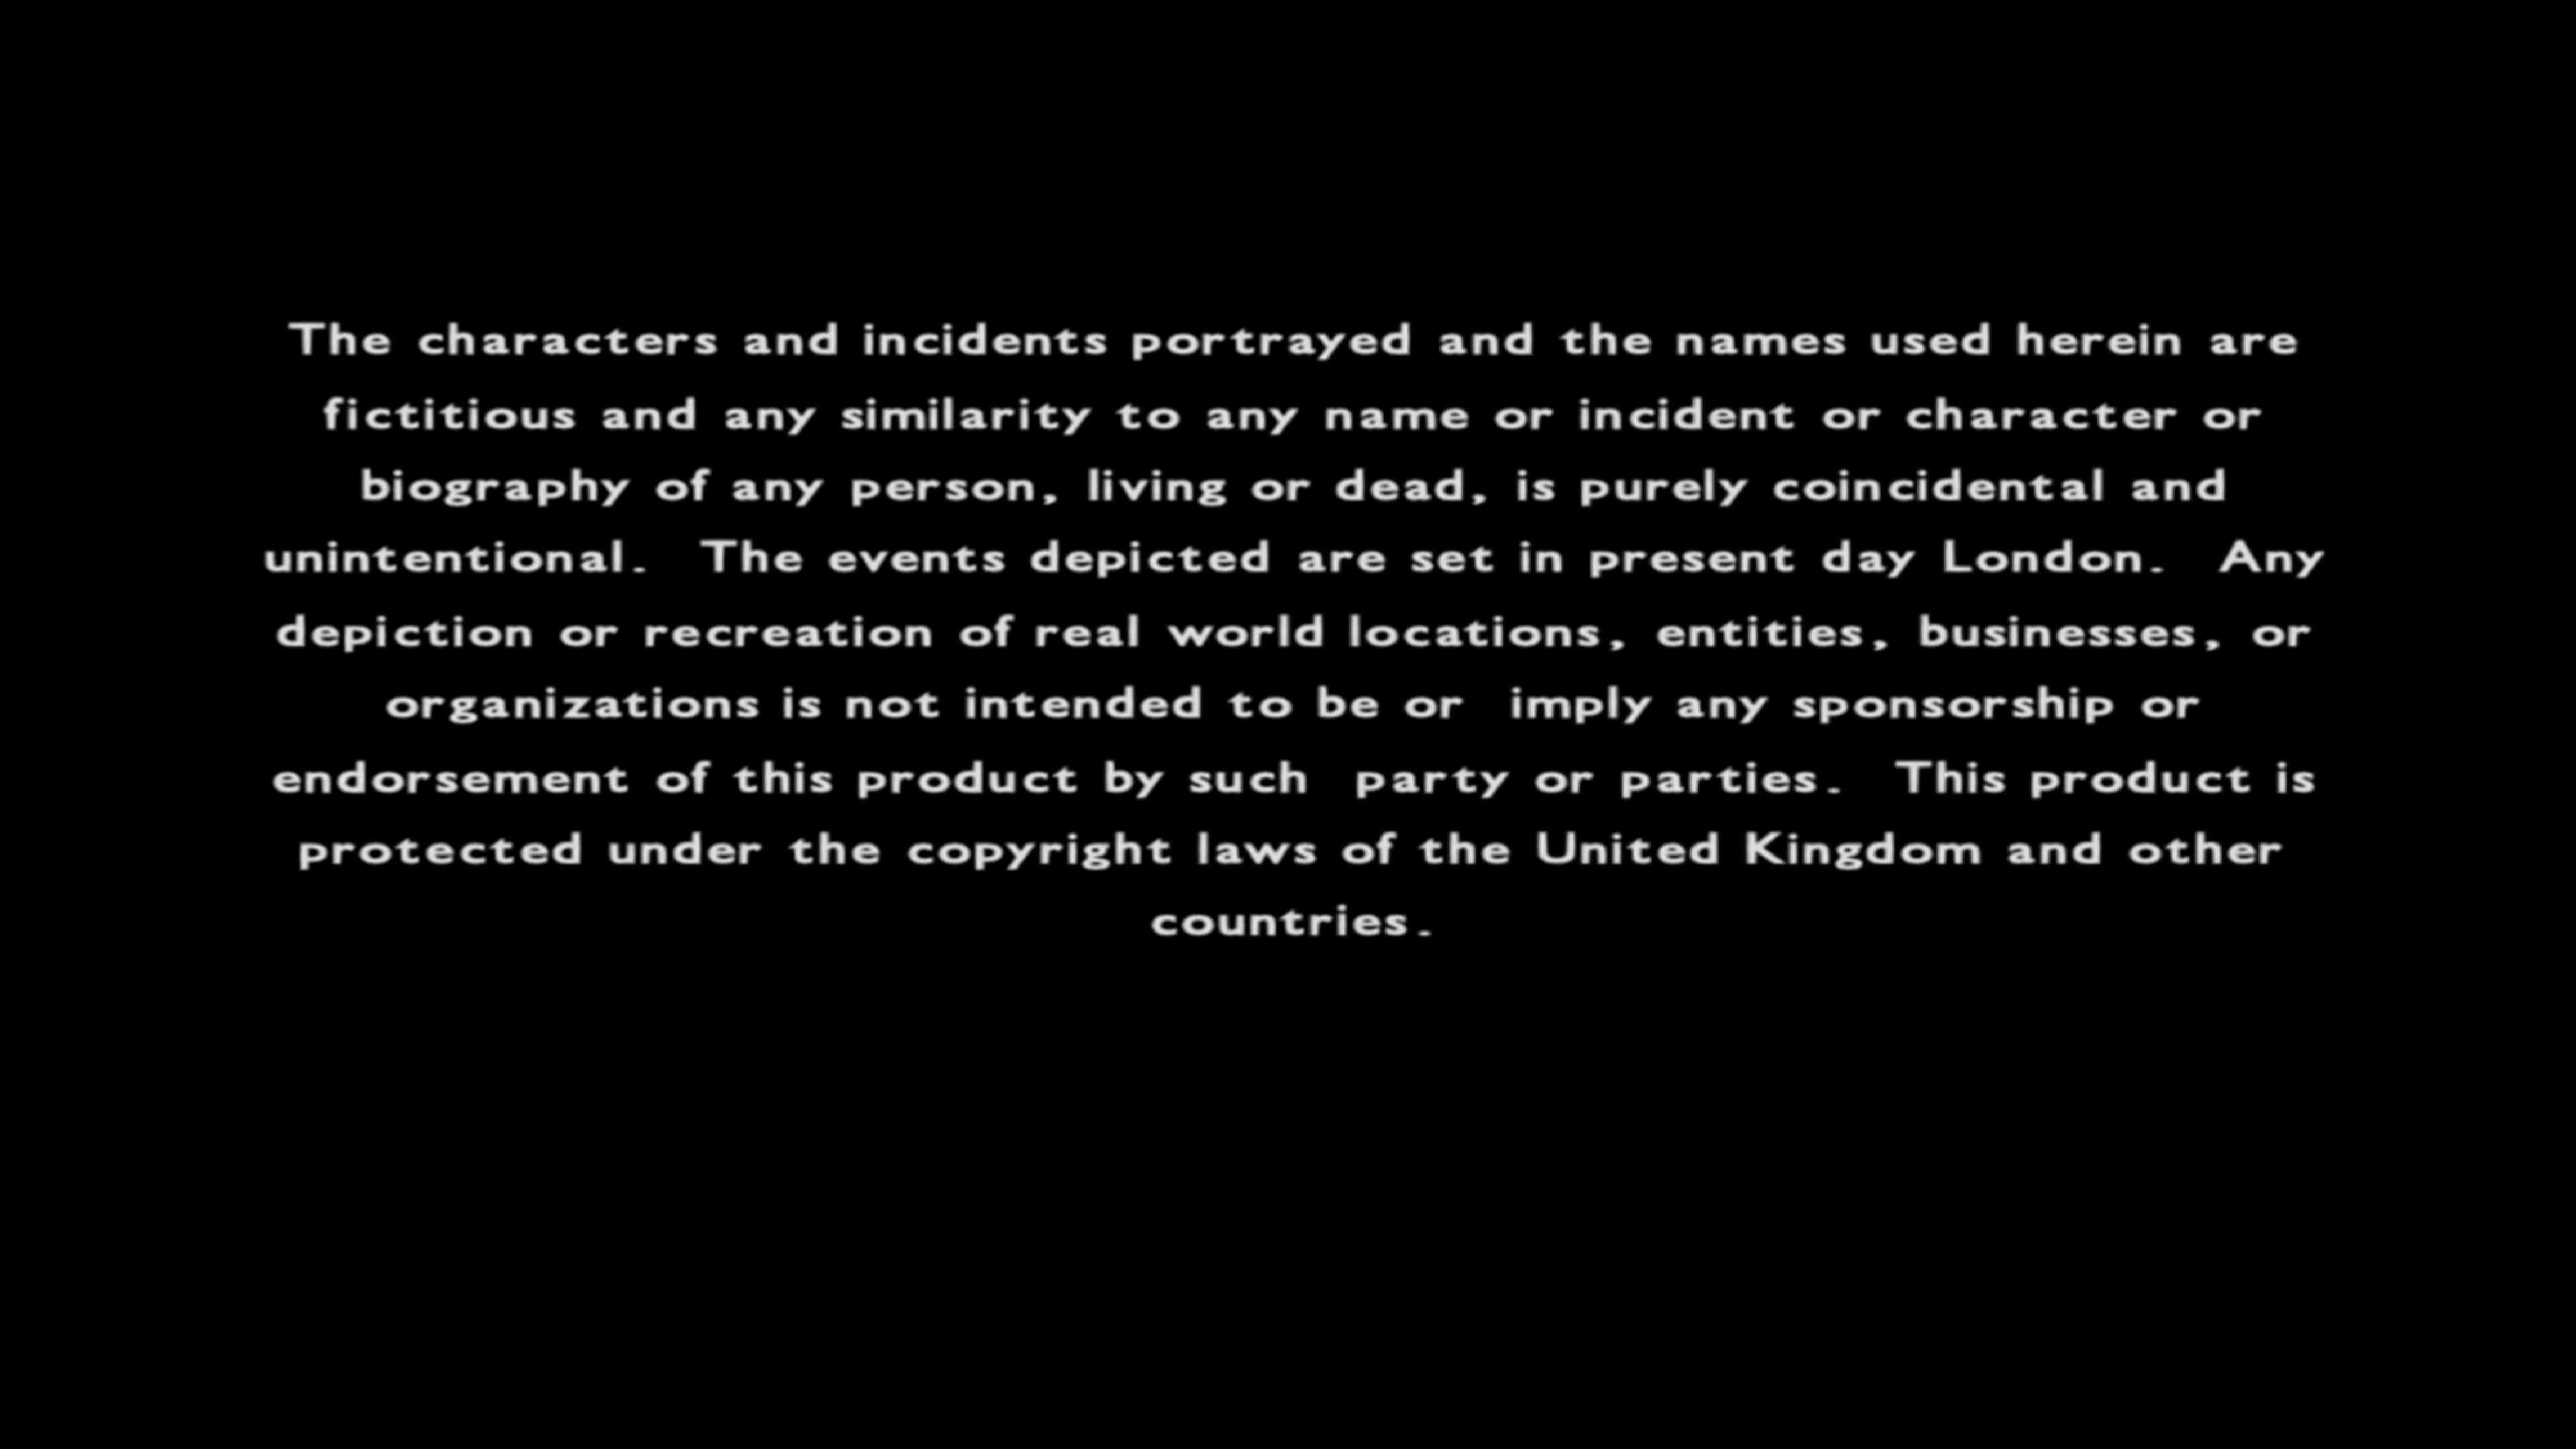 The characters and incidents portrayed and the names used herein are
fictitious and any similarity to any name or incident or character or
biography of any person, living or dead, is purely coincidental and
unintentional.  The events depicted are set in present day London.  Any
depiction or recreation of real world locations, entities, businesses, or
organizations is not intended to be or  imply any sponsorship or
endorsement of this product by such  party or parties.  This product is
protected under the copyright laws of the United Kingdom and other
countries.